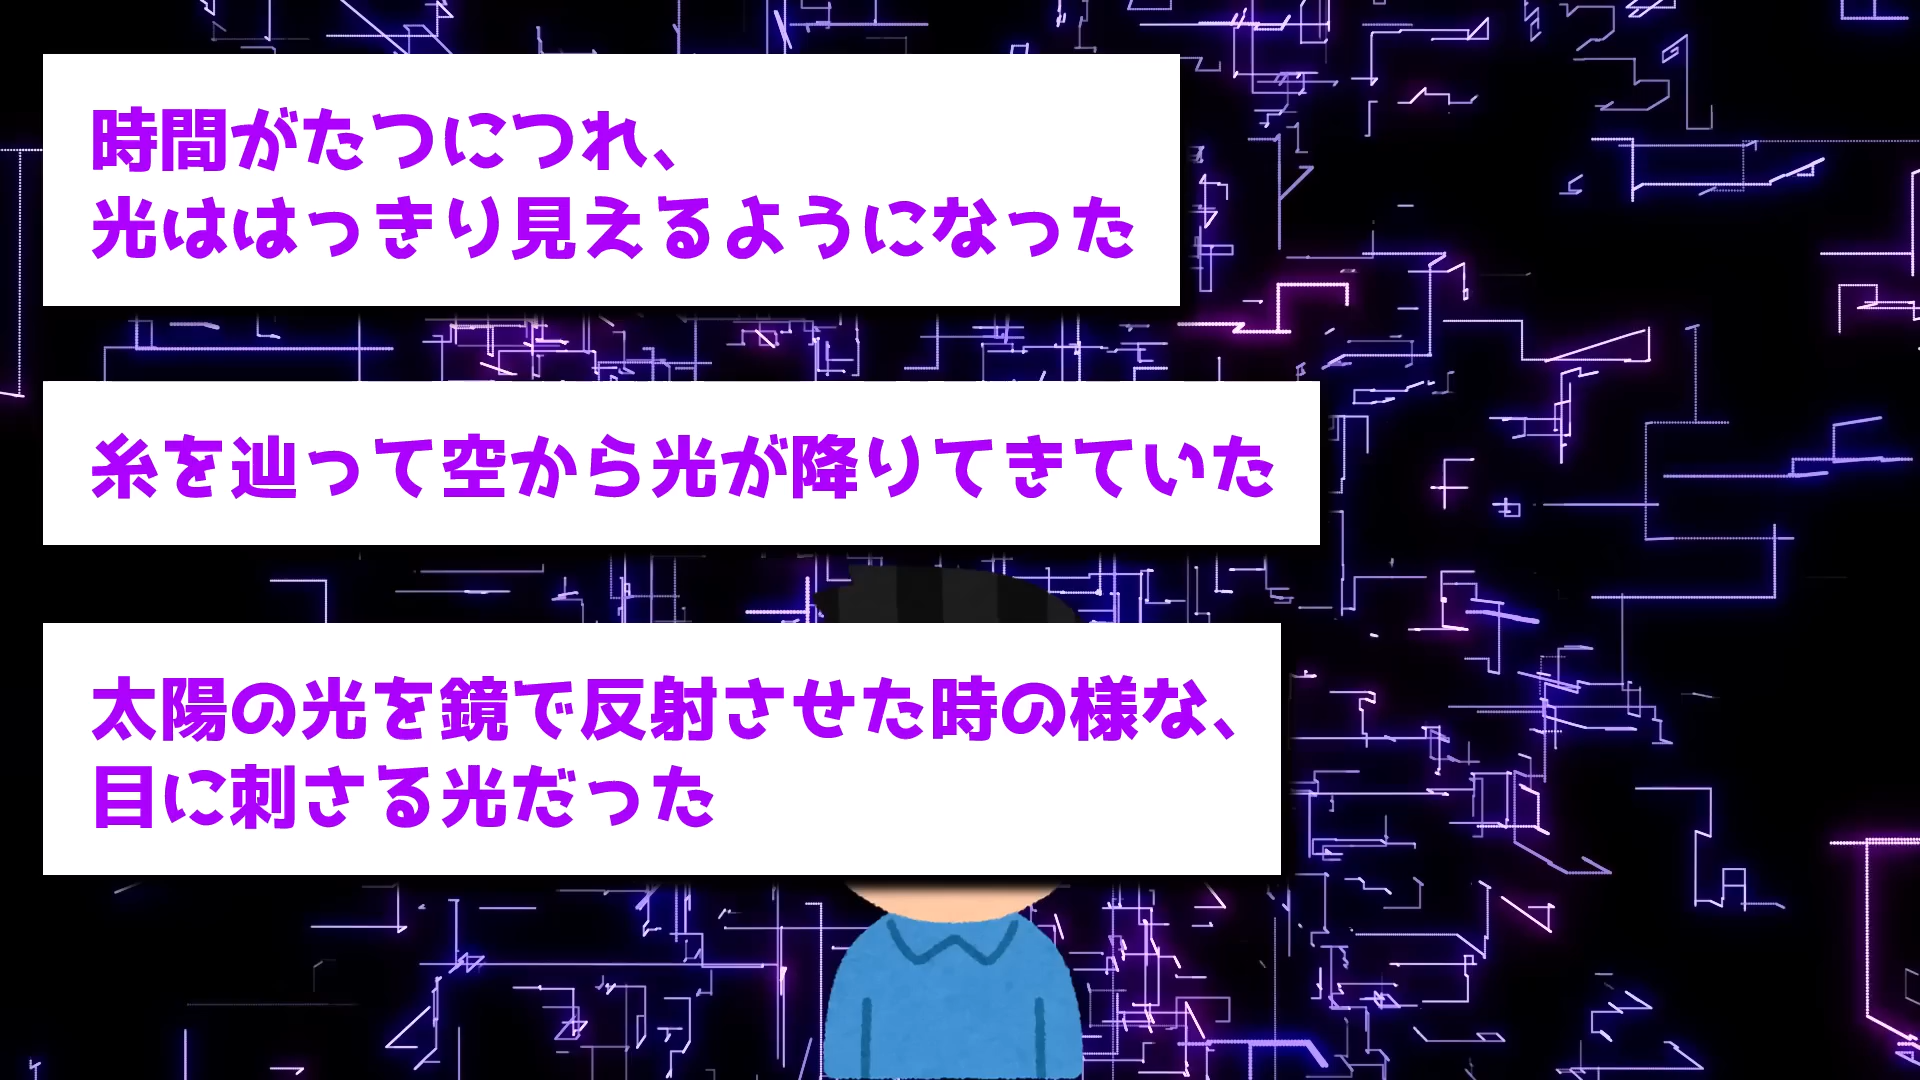 時間がたつにつれ、
光ははっきり見えるようになった
糸を辿って空から光が降りてきていた
太陽の光を鏡で反射させた時の様な、
目に刺さる光だった